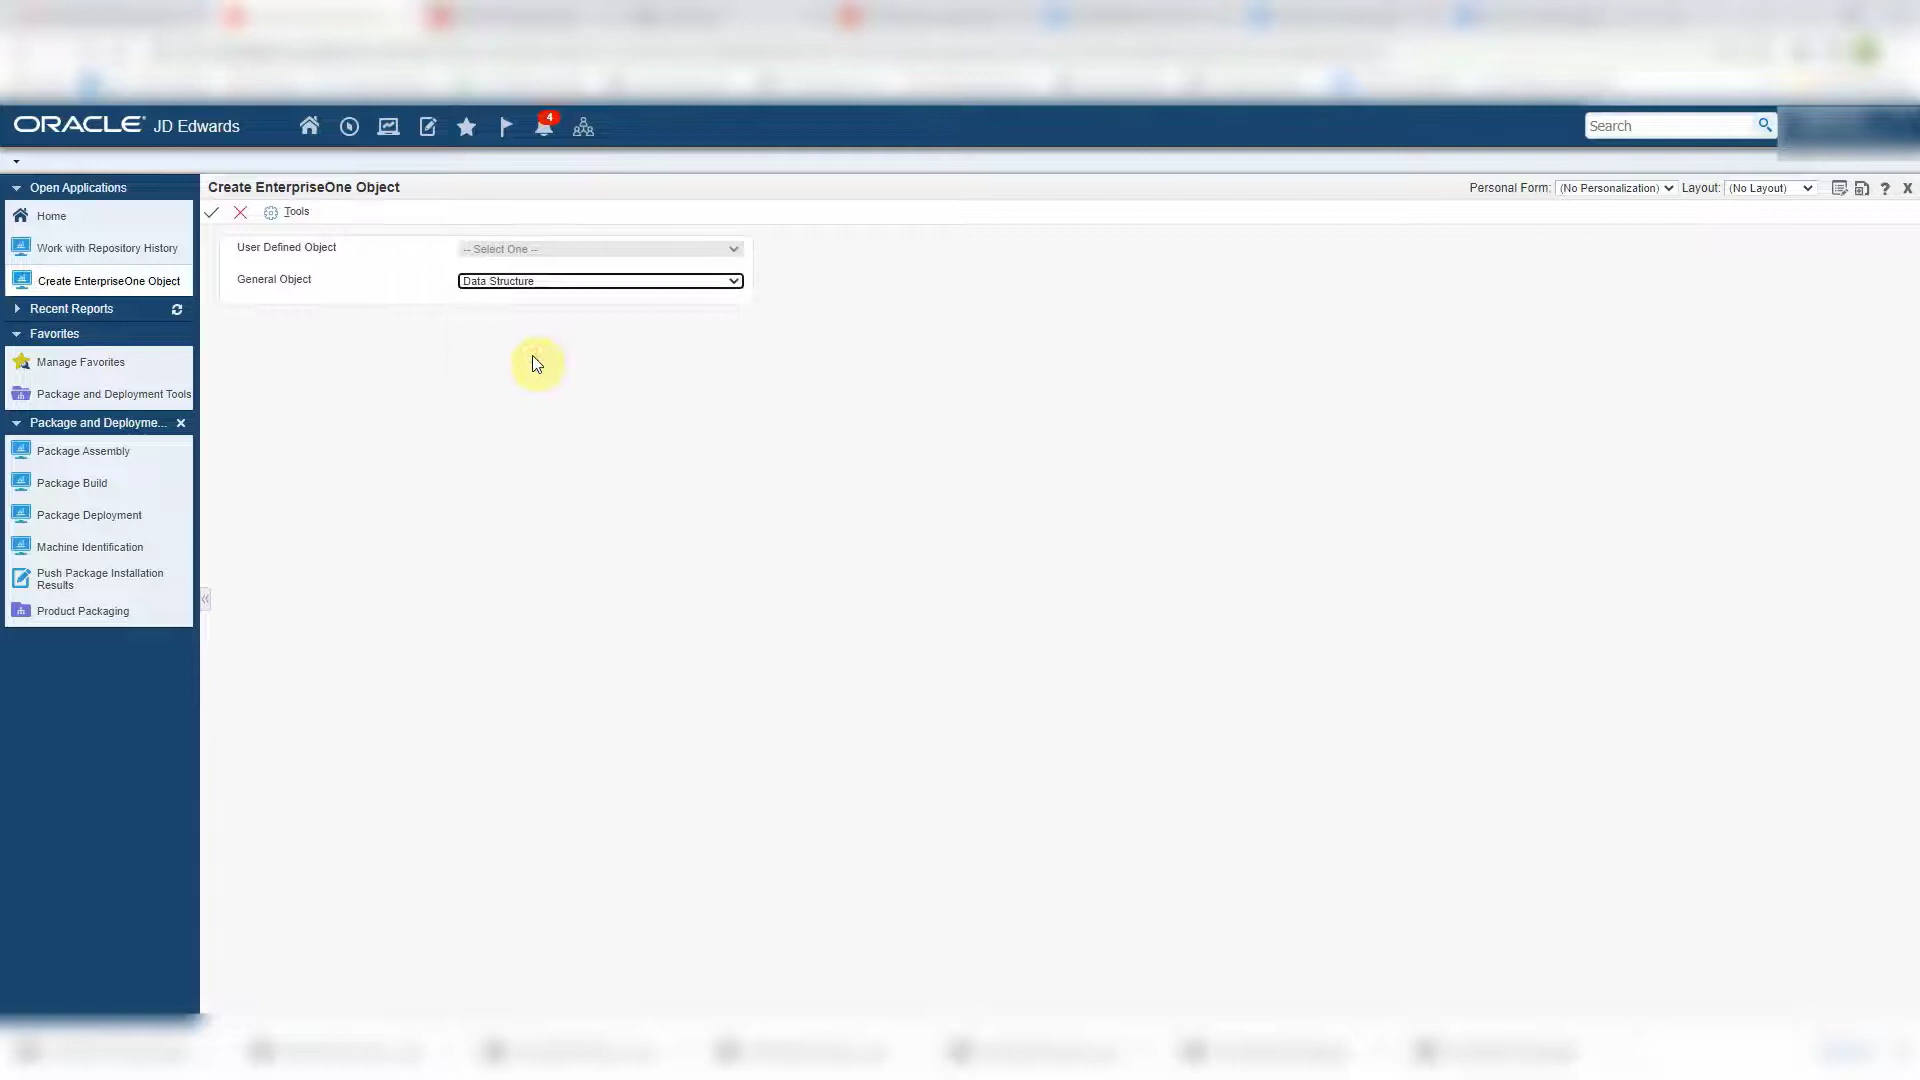 ORACLE JD Edwards
4
Search
Open Applications
Home
Work with Repository History
Create EnterpriseOne Object
Recent Reports
Favorites
Manage Favorites
Package and Deployment Tools
Package and Deployme...
Package Assembly
Package Build
Package Deployment
Machine Identification
Push Package Installation
Results
Product Packaging
Create EnterpriseOne Object
Personal Form: (No Personalization) Layout: (No Layout) ? X
Tools
User Defined Object -- Select One --
General Object Data Structure